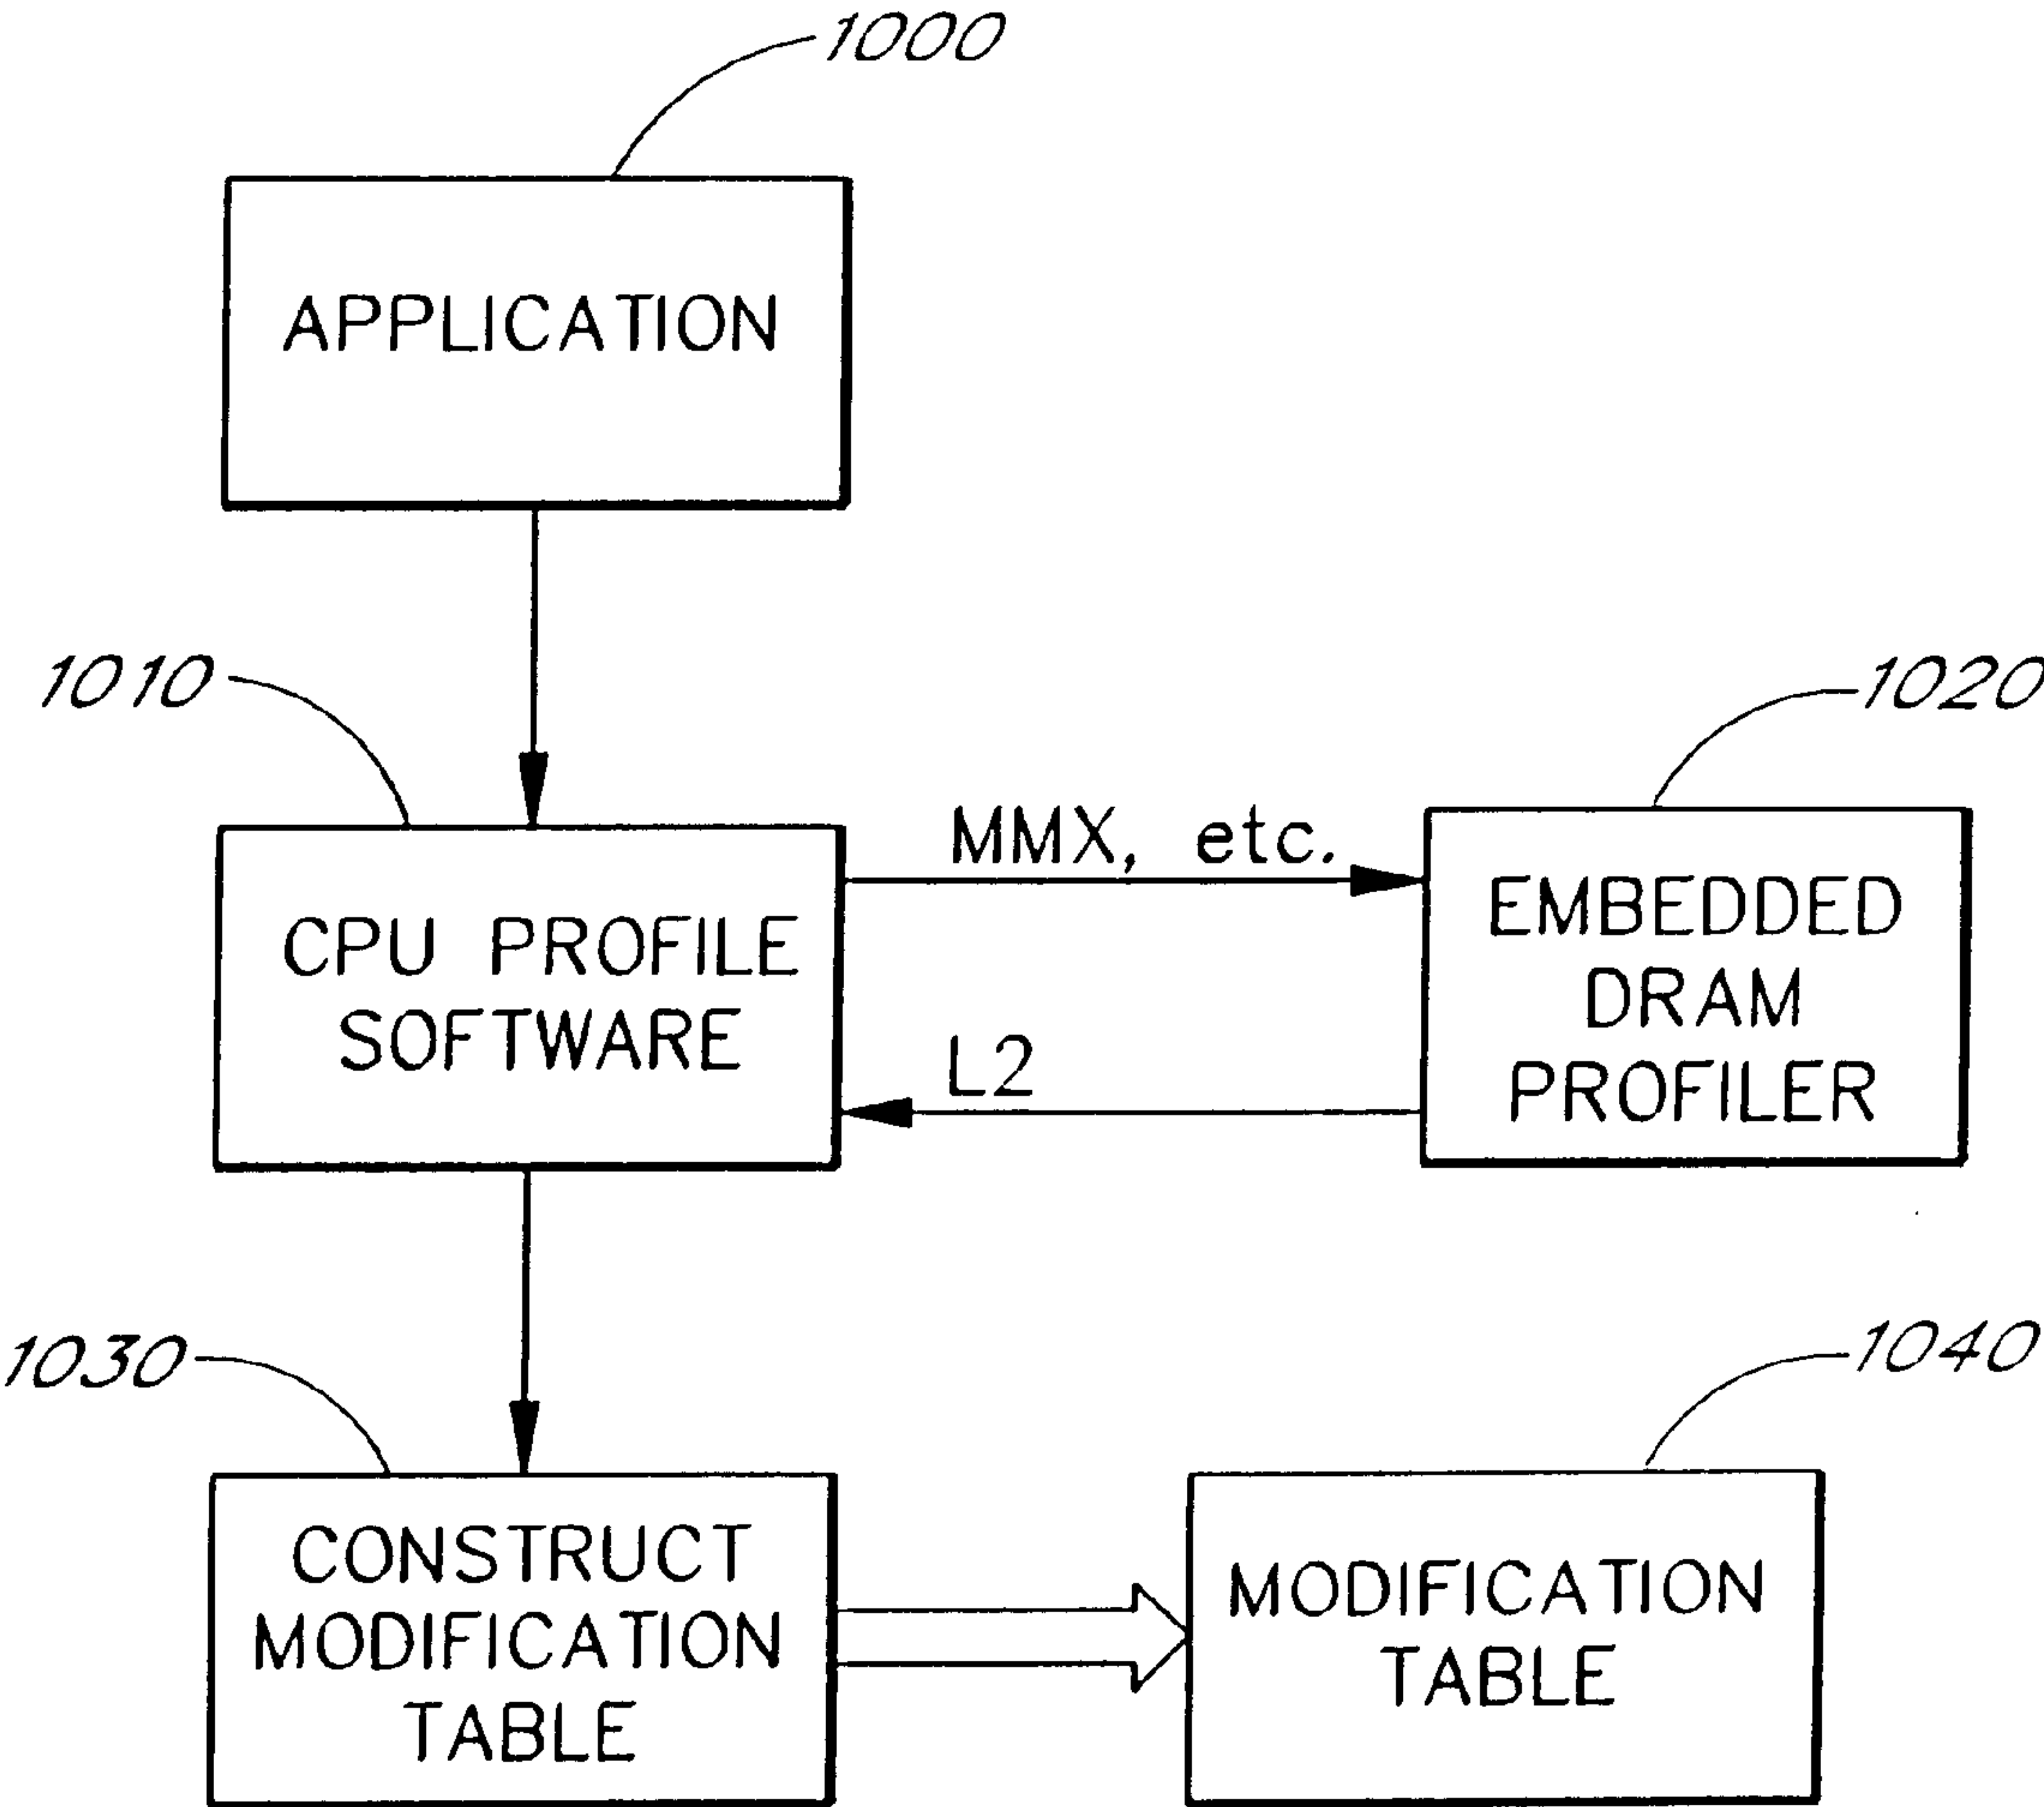 1000
APPLICATION
1010
1020
MMX, etc.
CPU PROFILE
SOFTWARE
L2
EMBEDDED
DRAM
PROFILER
1030
1040
CONSTRUCT
MODIFICATION
TABLE
MODIFICATION
TABLE